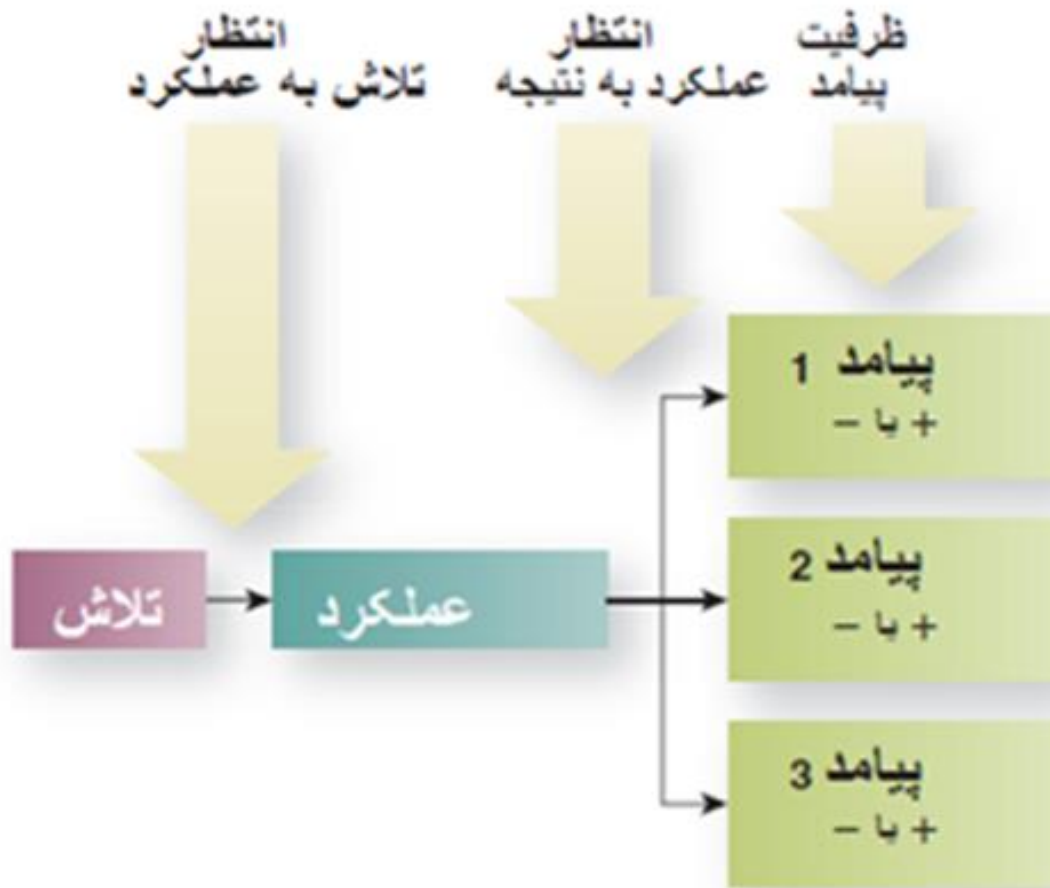 انتظار
تلاش به عملکرد
انتظار
عملکرد به نتیجه
ظرفیت
پیامد
تلاش
عملکرد
پیامد 1
+ یا –
پیامد 2
+ یا –
پیامد 3
+ یا –